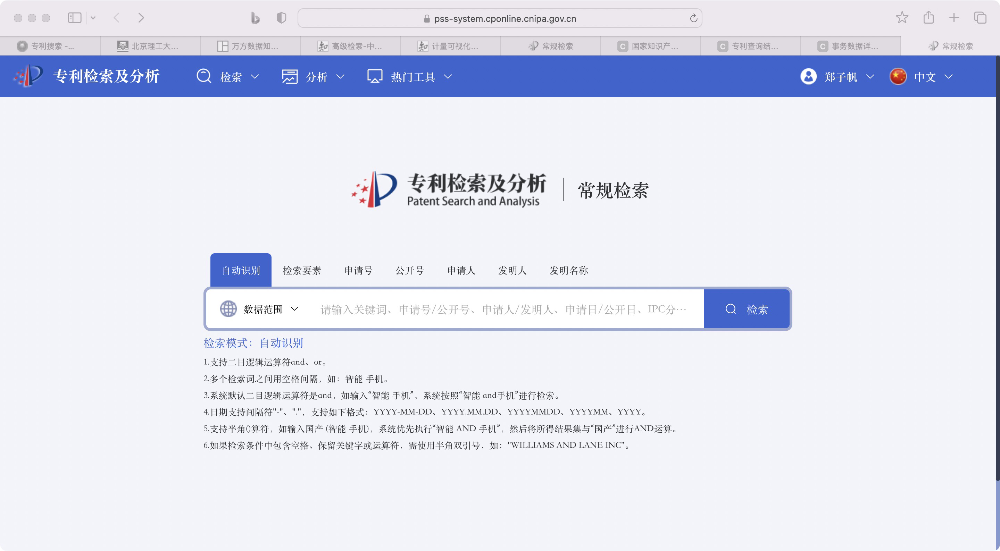 pss-system.cponline.cnipa.gov.cn
专利搜索 -...
北京理工大...
万方数据知...
高级检索-中...
计量可视化...
常规检索
国家知识产...
专利查询结...
事务数据详...
常规检索
专利检索及分析
检索
分析
热门工具
郑子帆
中文
专利检索及分析
Patent Search and Analysis
常规检索
自动识别
检索要素
申请号
公开号
申请人
发明人
发明名称
数据范围
请输入关键词、申请号/公开号、申请人/发明人、申请日/公开日、IPC分…
检索
检索模式：自动识别
1.支持二目逻辑运算符and、or。
2.多个检索词之间用空格间隔，如：智能 手机。
3.系统默认二目逻辑运算符是and，如输入“智能 手机”，系统按照“智能 and手机”进行检索。
4.日期支持间隔符"-"、"."，支持如下格式：YYYY-MM-DD、YYYY.MM.DD、YYYYMMDD、YYYYMM、YYYY。
5.支持半角()算符，如输入国产 (智能 手机)，系统优先执行“智能 AND 手机”，然后将所得结果集与“国产”进行AND运算。
6.如果检索条件中包含空格、保留关键字或运算符，需使用半角双引号，如："WILLIAMS AND LANE INC"。